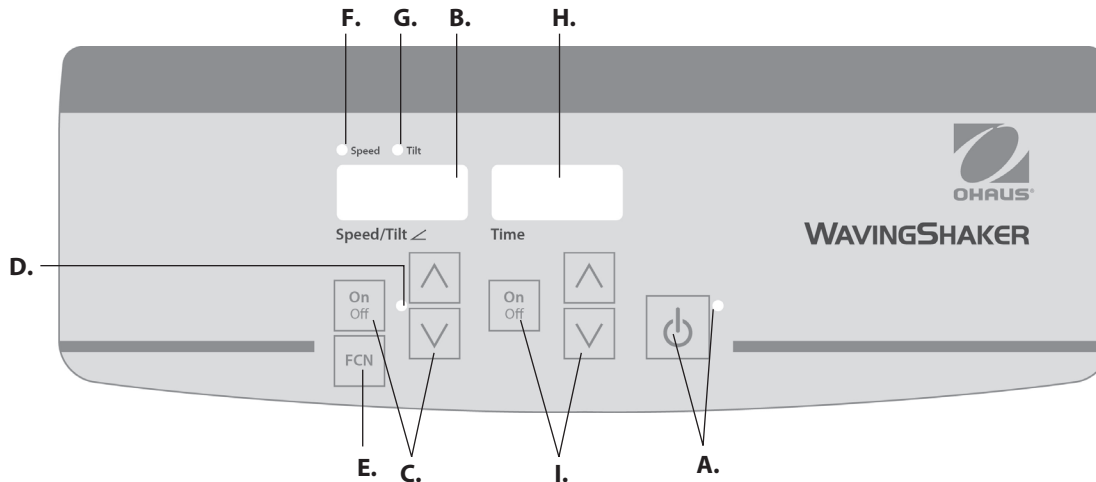 F. G. B. H.
Speed Tilt
OHAUS®
Speed/Tilt ∠ Time
WAVINGSHAKER
D.
On
Off
On
Off
FCN
E. C. I. A.